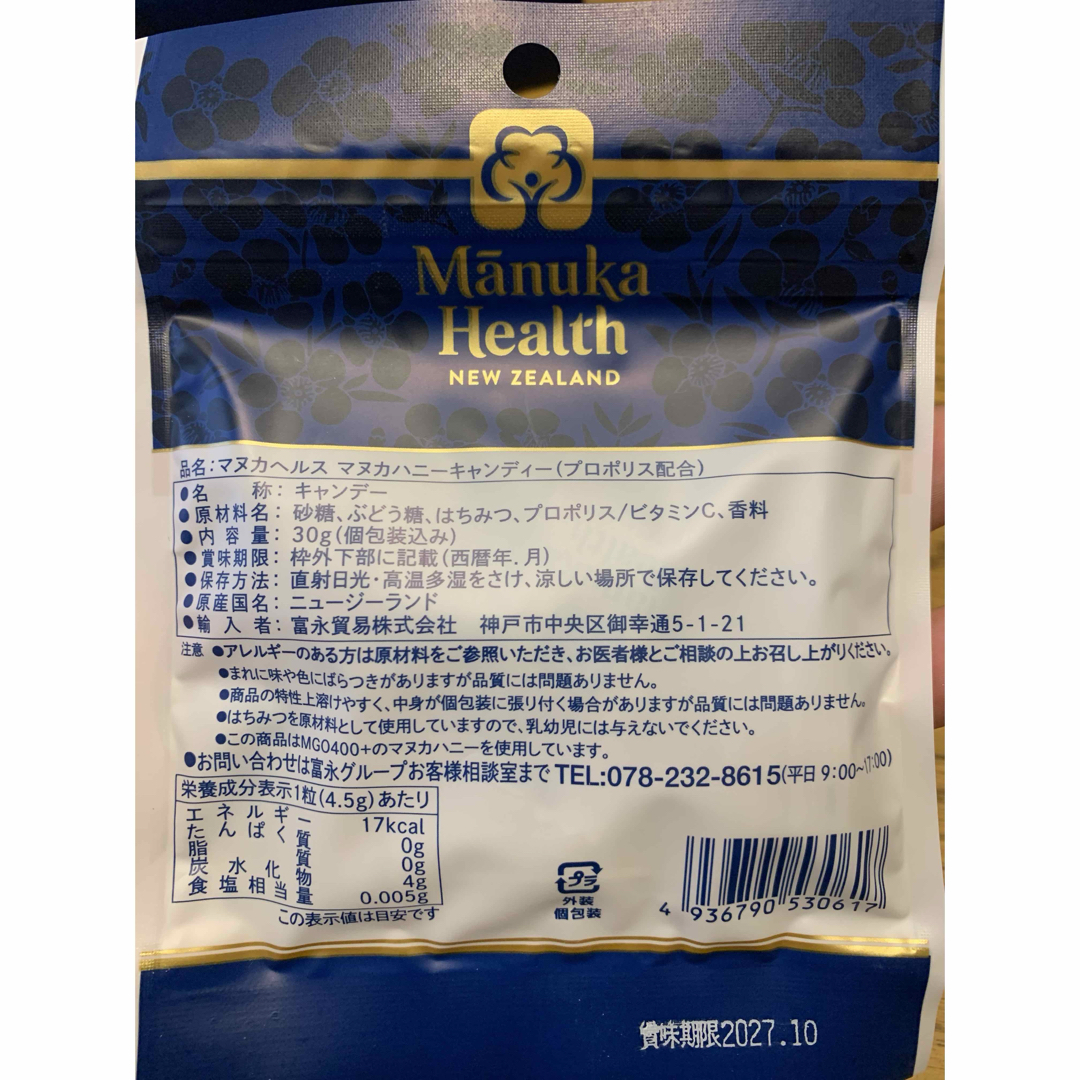 Mānuka
Health
NEW ZEALAND
品名:マヌカヘルス マヌカハニーキャンディー(プロポリス配合)
●名称: キャンデー
●原材料名: 砂糖、ぶどう糖、はちみつ、プロポリス/ビタミンC、香料
●内容量: 30g(個包装込み)
●賞味期限: 枠外下部に記載(西暦年.月)
●保存方法: 直射日光・高温多湿をさけ、涼しい場所で保存してください。
●原産国名: ニュージーランド
●輸入者: 富永貿易株式会社 神戸市中央区御幸通5-1-21
注意 ●アレルギーのある方は原材料をご参照いただき、お医者様とご相談の上お召し上がりください。
●まれに味や色にばらつきがありますが品質には問題ありません。
●商品の特性上溶けやすく、中身が個包装に張り付く場合がありますが品質には問題ありません。
●はちみつを原材料として使用していますので、乳幼児には与えないでください。
●この商品はMGO400+のマヌカハニーを使用しています。
●お問い合わせは富永グループお客様相談室まで TEL:078-232-8615(平日 9:00~17:00)
栄養成分表示1粒(4.5g)あたり
エネルギー 17kcal
たんぱく質 0g
脂質 0g
炭水化物 4g
食塩相当量 0.005g
この表示値は目安です
プラ
外装
個包装
4 936790 530617
賞味期限2027.10